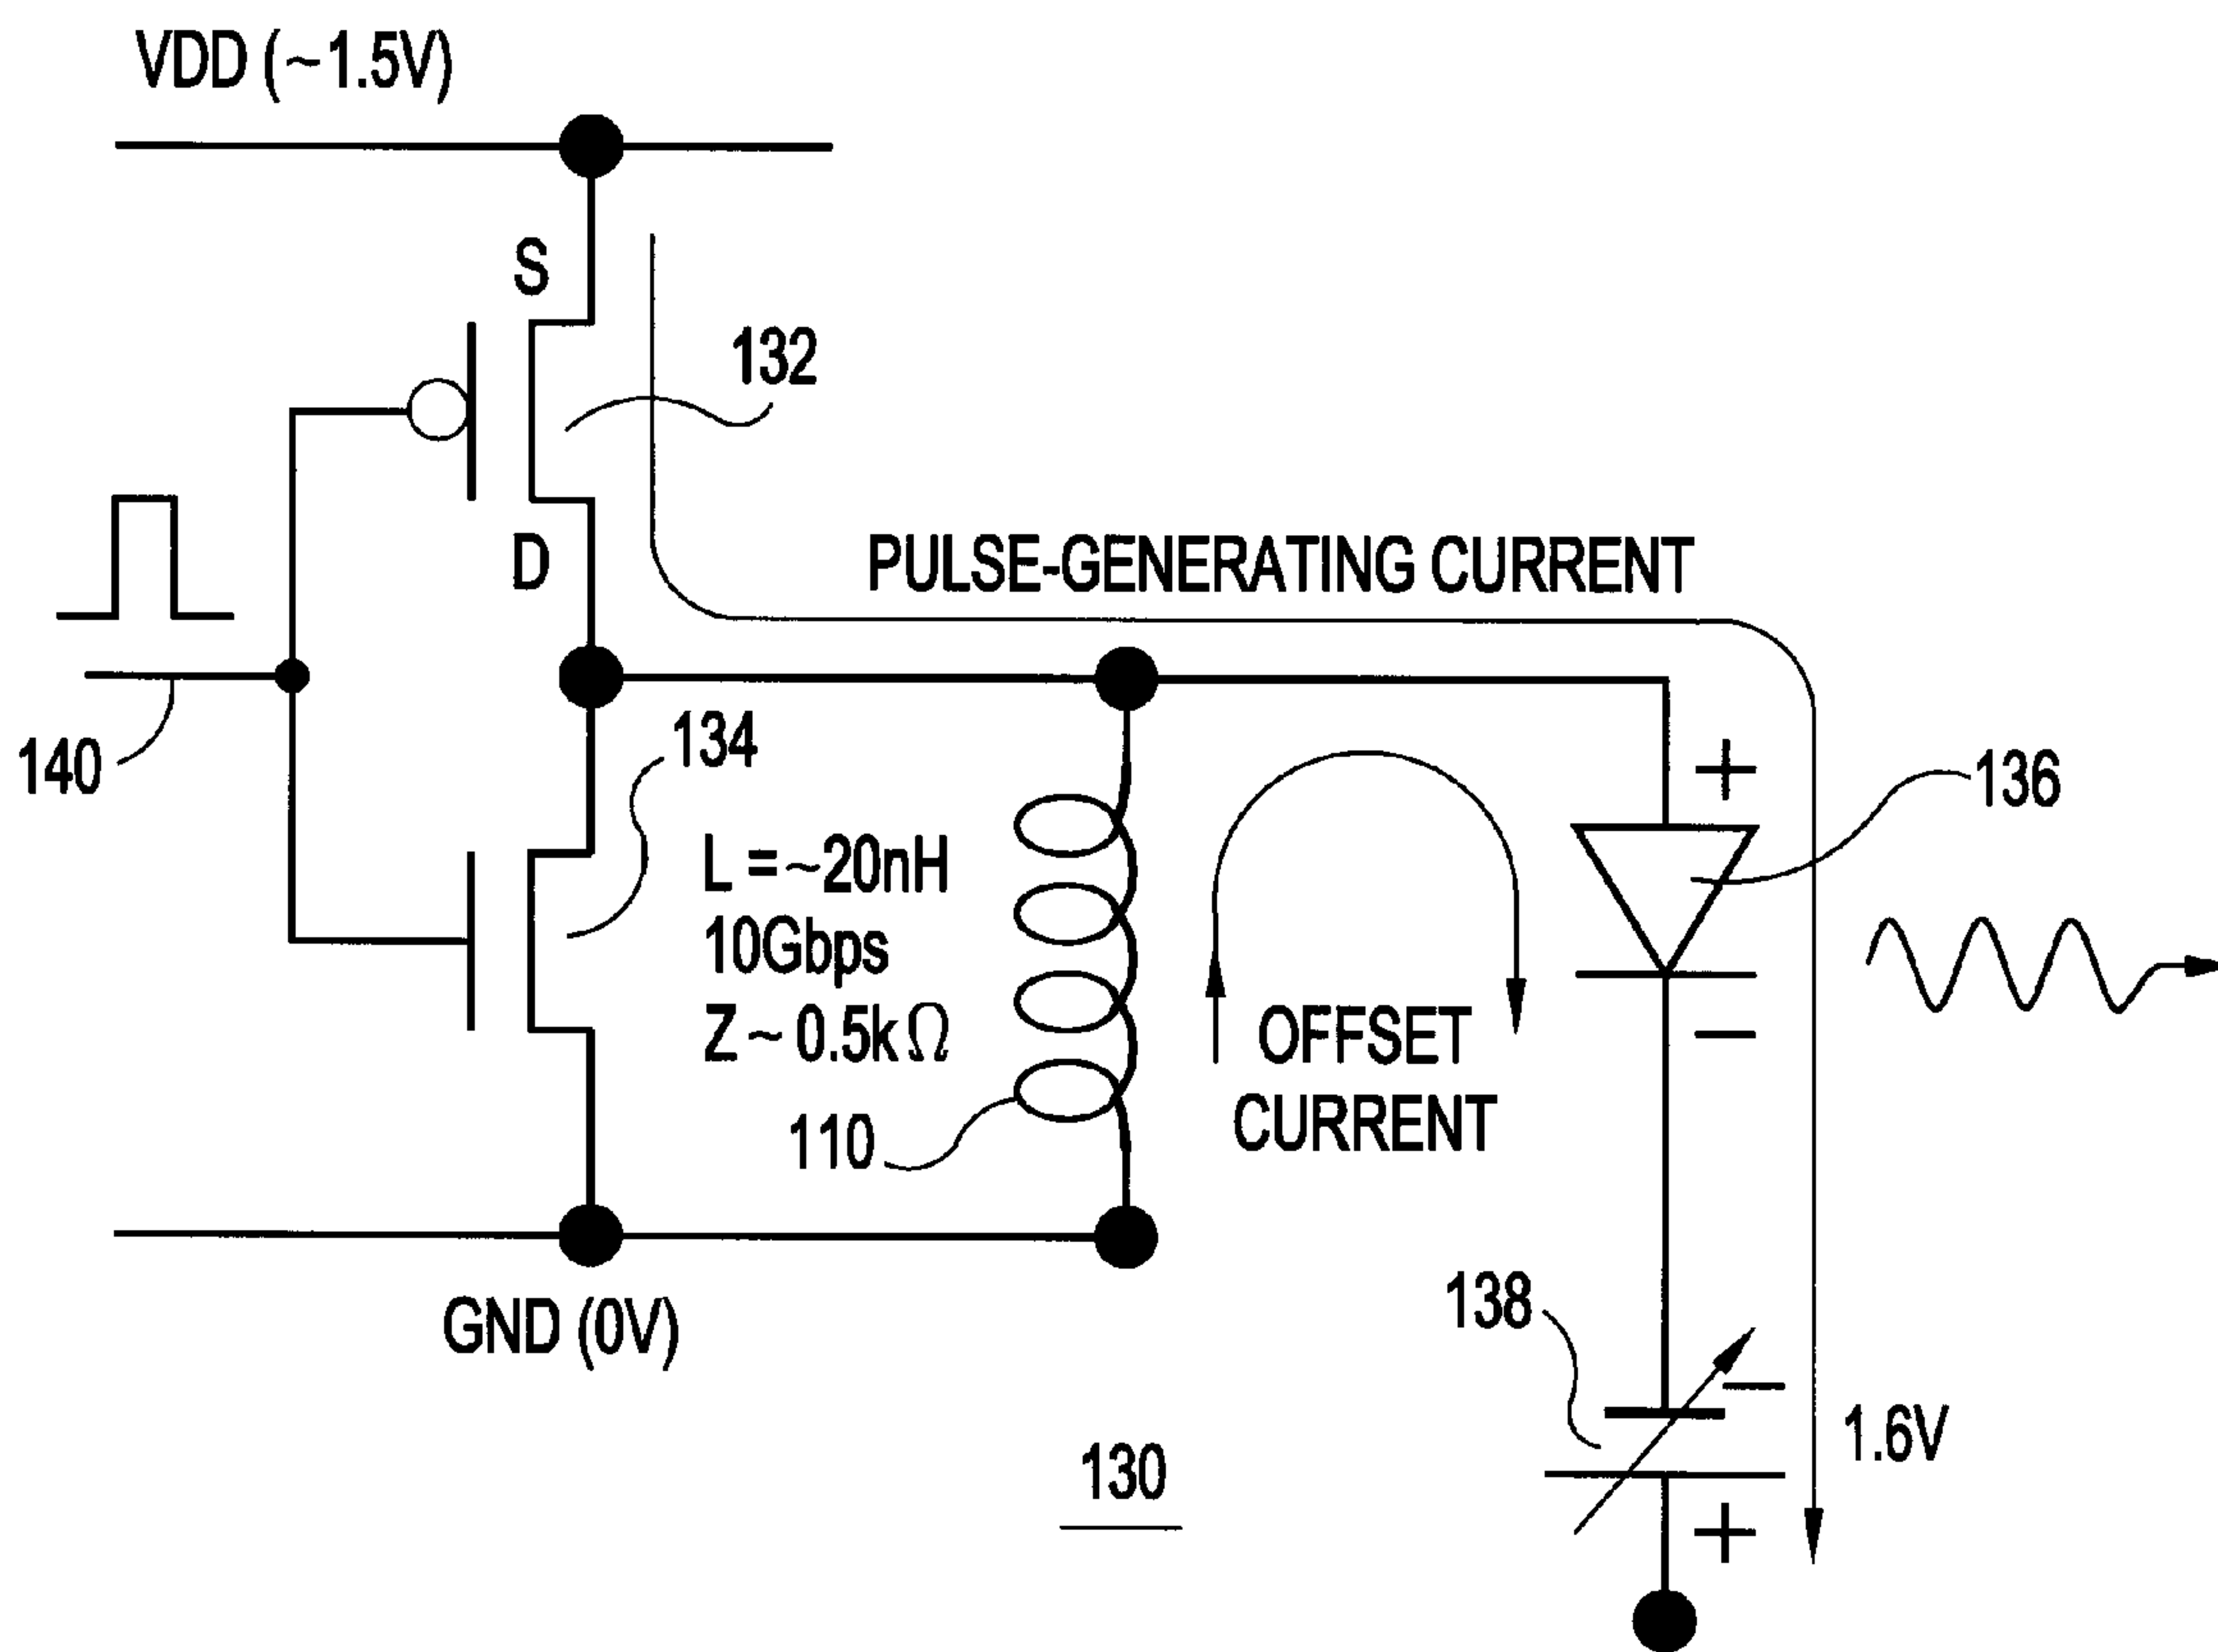 VDD (~1.5V)
S
132
D
PULSE-GENERATING CURRENT
140
134
+
136
L = ~20nH
10Gbps
Z ~ 0.5kΩ
−
OFFSET
CURRENT
110
GND (0V)
138
−
1.6V
130
+